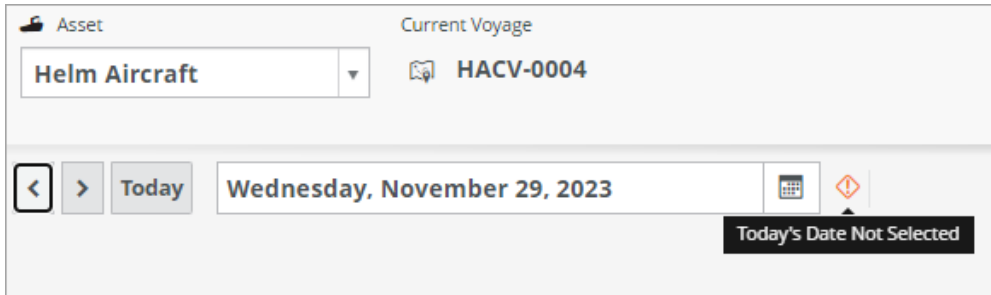 Asset
Current Voyage
Helm Aircraft
HACV-0004
Today
Wednesday, November 29, 2023
Today's Date Not Selected